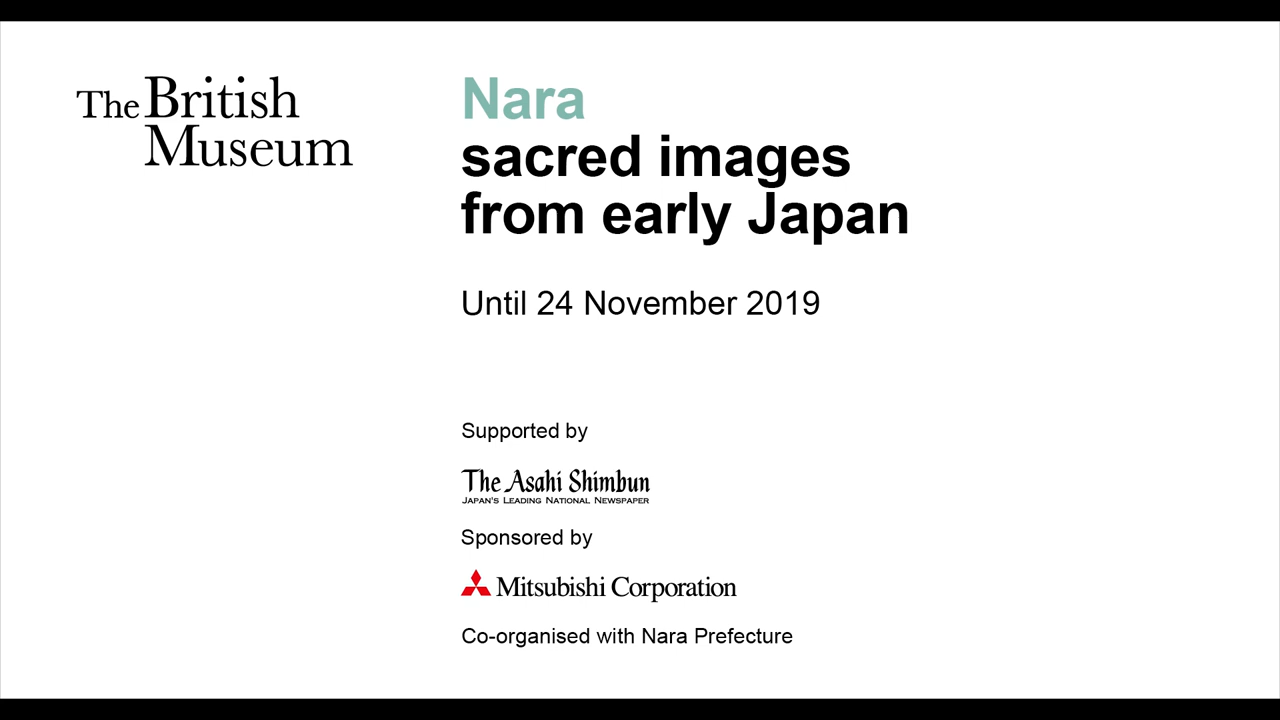 The British
Museum
Nara
sacred images
from early Japan
Until 24 November 2019
Supported by
The Asahi Shimbun
JAPAN'S LEADING NATIONAL NEWSPAPER
Sponsored by
Mitsubishi Corporation
Co-organised with Nara Prefecture